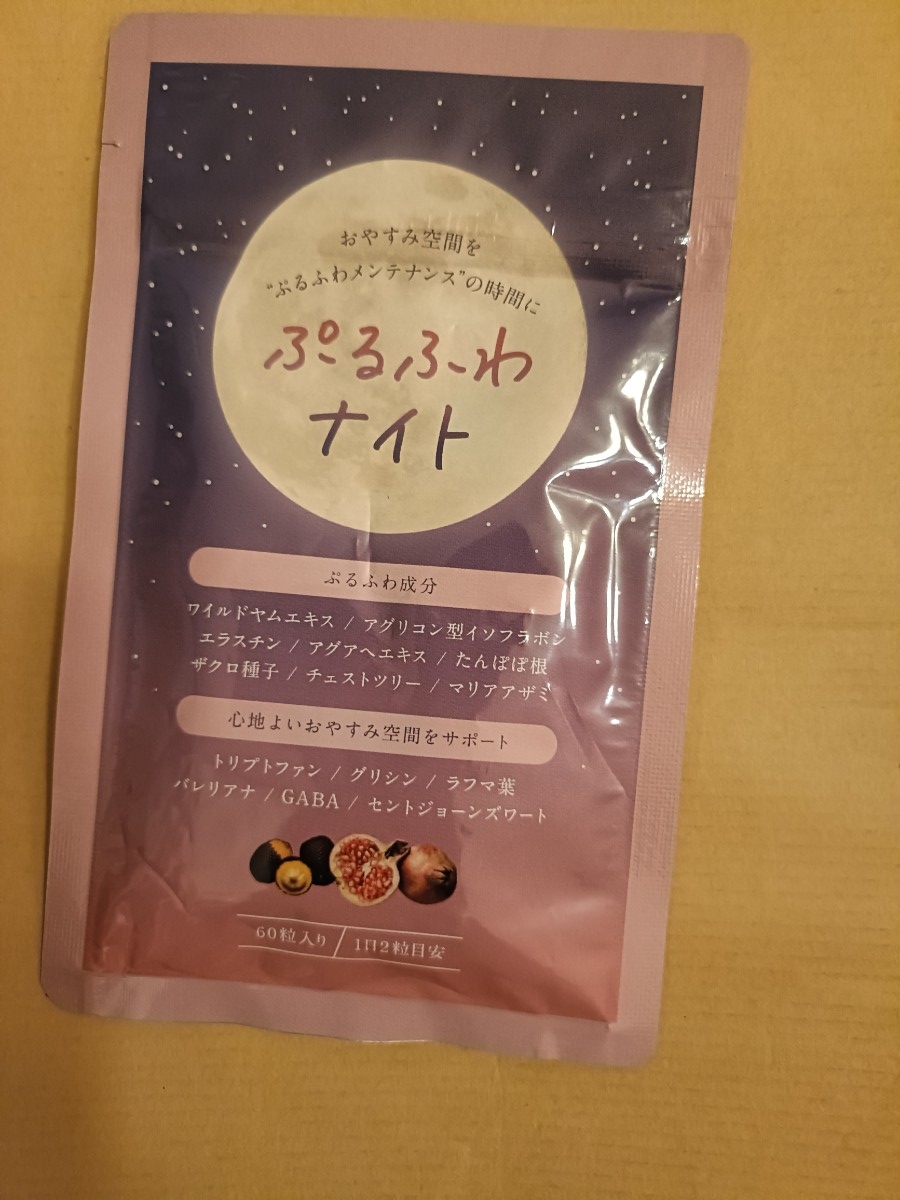 おやすみ空間を
“ぷるふわメンテナンス”の時間に
ぷるふわ
ナイト
ぷるふわ成分
ワイルドヤムエキス / アグリコン型イソフラボン
エラスチン / アグアヘエキス / たんぽぽ根
ザクロ種子 / チェストツリー / マリアアザミ
心地よいおやすみ空間をサポート
トリプトファン / グリシン / ラフマ葉
バレリアナ / GABA / セントジョーンズワート
60粒入り / 1日2粒目安